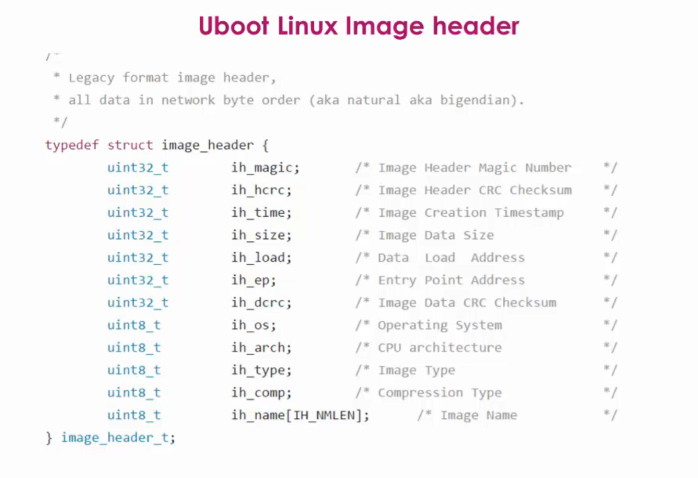 Uboot Linux Image header
/*
* Legacy format image header,
* all data in network byte order (aka natural aka bigendian).
*/
typedef struct image_header {
uint32_t ih_magic; /* Image Header Magic Number */
uint32_t ih_hcrc; /* Image Header CRC Checksum */
uint32_t ih_time; /* Image Creation Timestamp */
uint32_t ih_size; /* Image Data Size */
uint32_t ih_load; /* Data Load Address */
uint32_t ih_ep; /* Entry Point Address */
uint32_t ih_dcrc; /* Image Data CRC Checksum */
uint8_t ih_os; /* Operating System */
uint8_t ih_arch; /* CPU architecture */
uint8_t ih_type; /* Image Type */
uint8_t ih_comp; /* Compression Type */
uint8_t ih_name[IH_NMLEN]; /* Image Name */
} image_header_t;